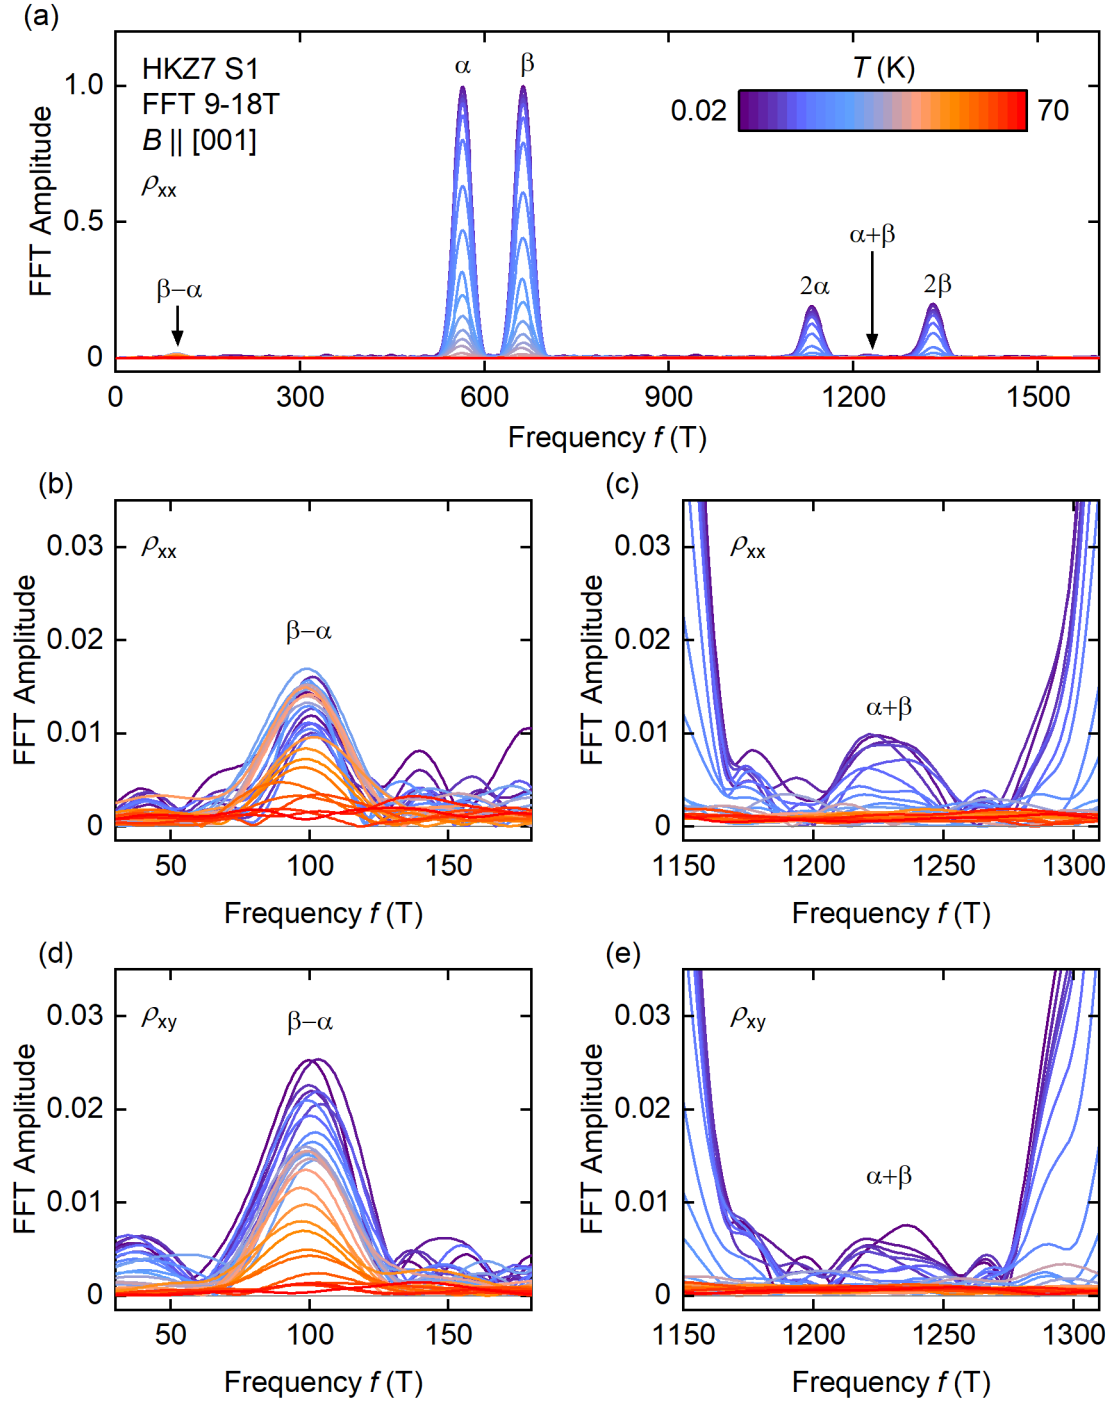 (a)
HKZ7 S1
FFT 9-18T
B || [001]
ρxx
α
β
T (K)
0.02
70
β−α
2α
α+β
2β
FFT Amplitude
1.0
0.5
0
0
300
600
900
1200
1500
Frequency f (T)
(b)
ρxx
β−α
FFT Amplitude
0.03
0.02
0.01
0
50
100
150
Frequency f (T)
(c)
ρxx
α+β
FFT Amplitude
0.03
0.02
0.01
0
1150
1200
1250
1300
Frequency f (T)
(d)
ρxy
β−α
FFT Amplitude
0.03
0.02
0.01
0
50
100
150
Frequency f (T)
(e)
ρxy
α+β
FFT Amplitude
0.03
0.02
0.01
0
1150
1200
1250
1300
Frequency f (T)